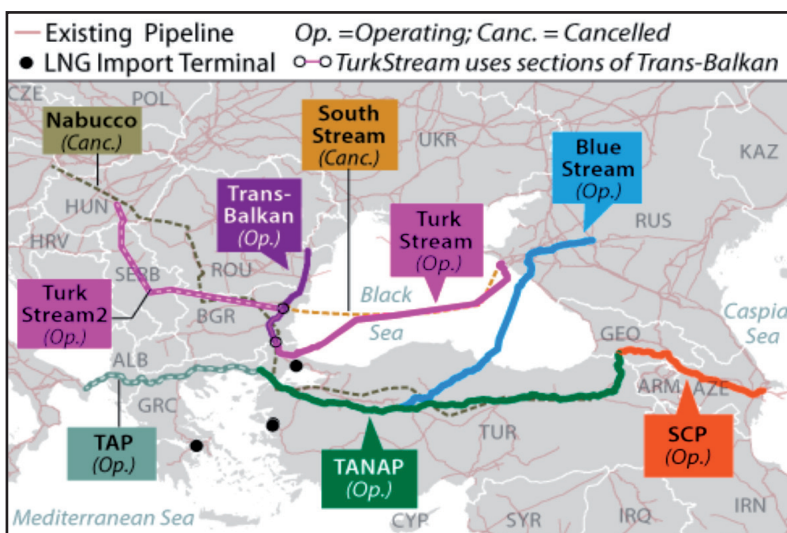 Existing Pipeline
Op. =Operating; Canc. = Cancelled
LNG Import Terminal
TurkStream uses sections of Trans-Balkan
CZE
POL
Nabucco
(Canc.)
South
Stream
(Canc.)
UKR
Blue
Stream
(Op.)
KAZ
Trans-
Balkan
(Op.)
HUN
Turk
Stream
(Op.)
RUS
HRV
SERB
ROU
Turk
Stream2
(Op.)
BGR
Black
Sea
Caspian
Sea
GEO
ALB
ARM
AZE
GRC
TAP
(Op.)
TUR
SCP
(Op.)
TANAP
(Op.)
Mediterranean Sea
CYP
SYR
IRQ
IRN